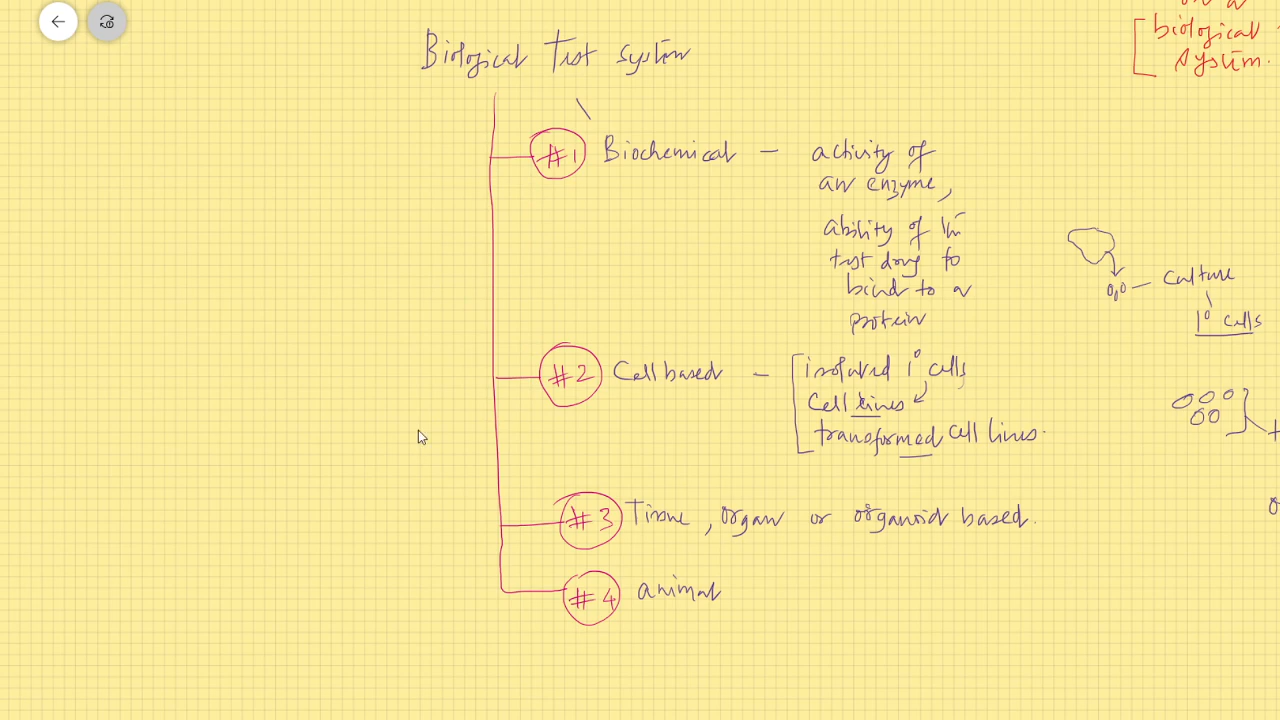 Biological Test system
#1 Biochemical - activity of
an enzyme,
ability of the
test drug to
bind to a
protein
#2 Cell based - isolated 1° cells
Cell lines
transformed cell lines.
#3 Tissue, organ or organoid based.
#4 animal
on a
biological
system.
culture
1° cells